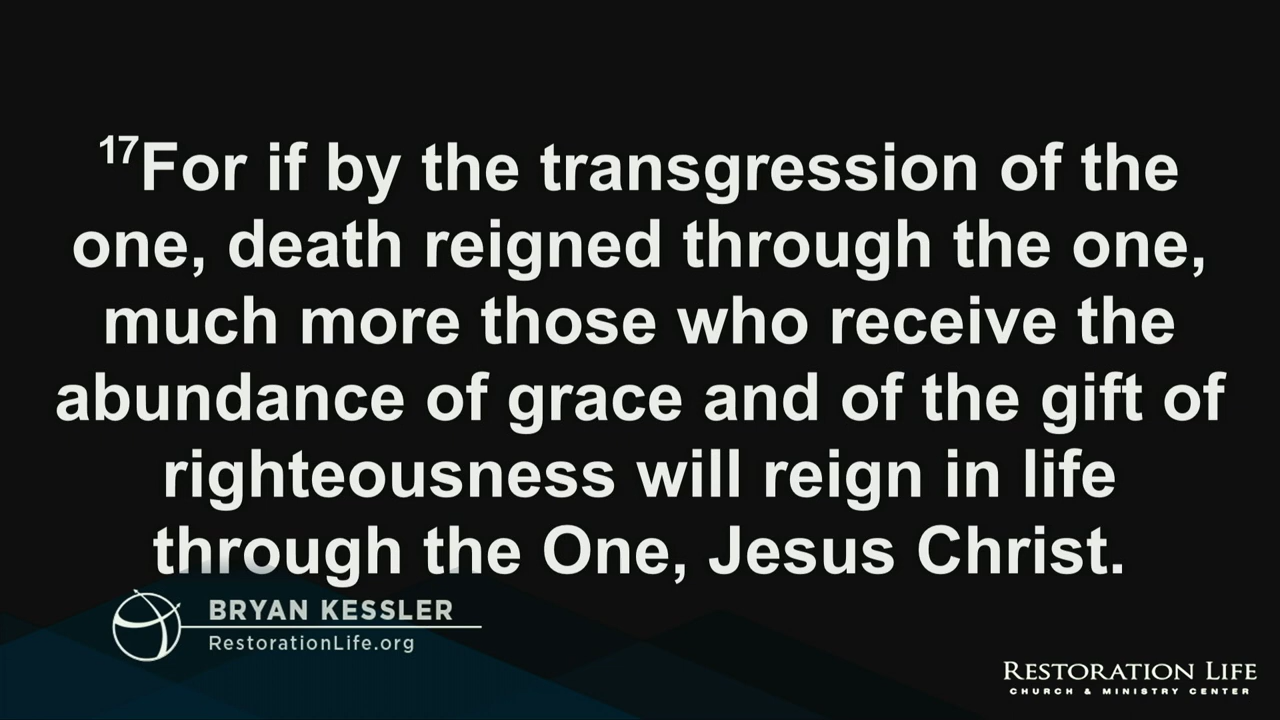 17For if by the transgression of the
one, death reigned through the one,
much more those who receive the
abundance of grace and of the gift of
righteousness will reign in life
through the One, Jesus Christ.
BRYAN KESSLER
RestorationLife.org
RESTORATION LIFE
CHURCH & MINISTRY CENTER